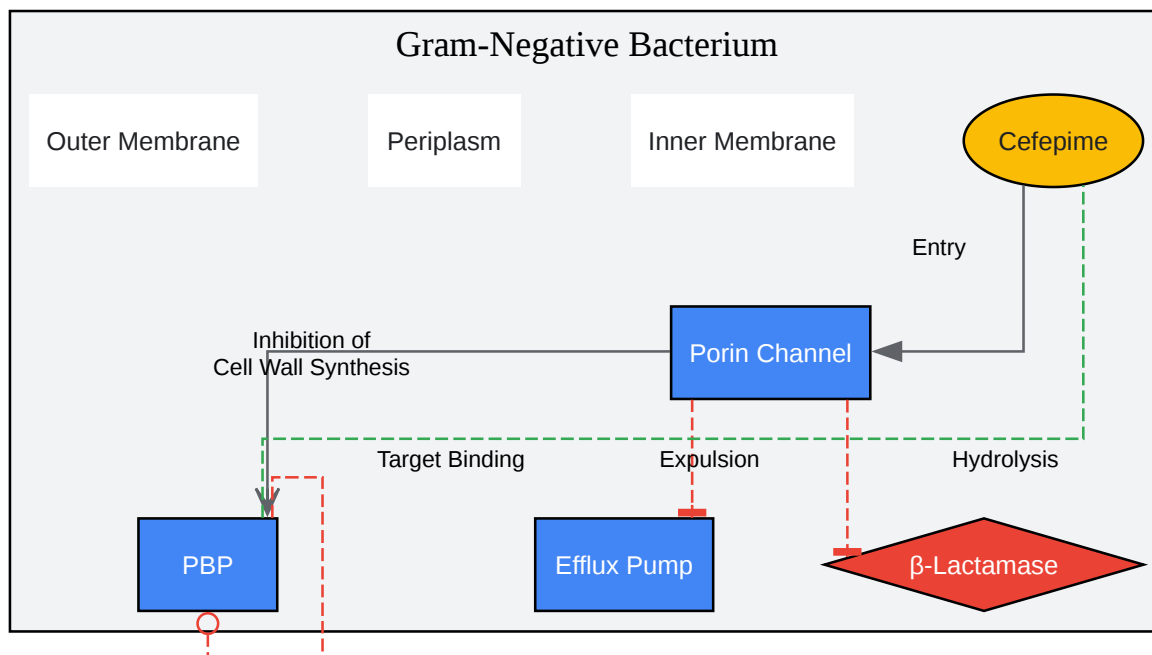 Gram-Negative Bacterium
Outer Membrane
Periplasm
Inner Membrane
Cefepime
Entry
Inhibition of
Cell Wall Synthesis
Porin Channel
Target Binding
Expulsion
Hydrolysis
PBP
Efflux Pump
β-Lactamase